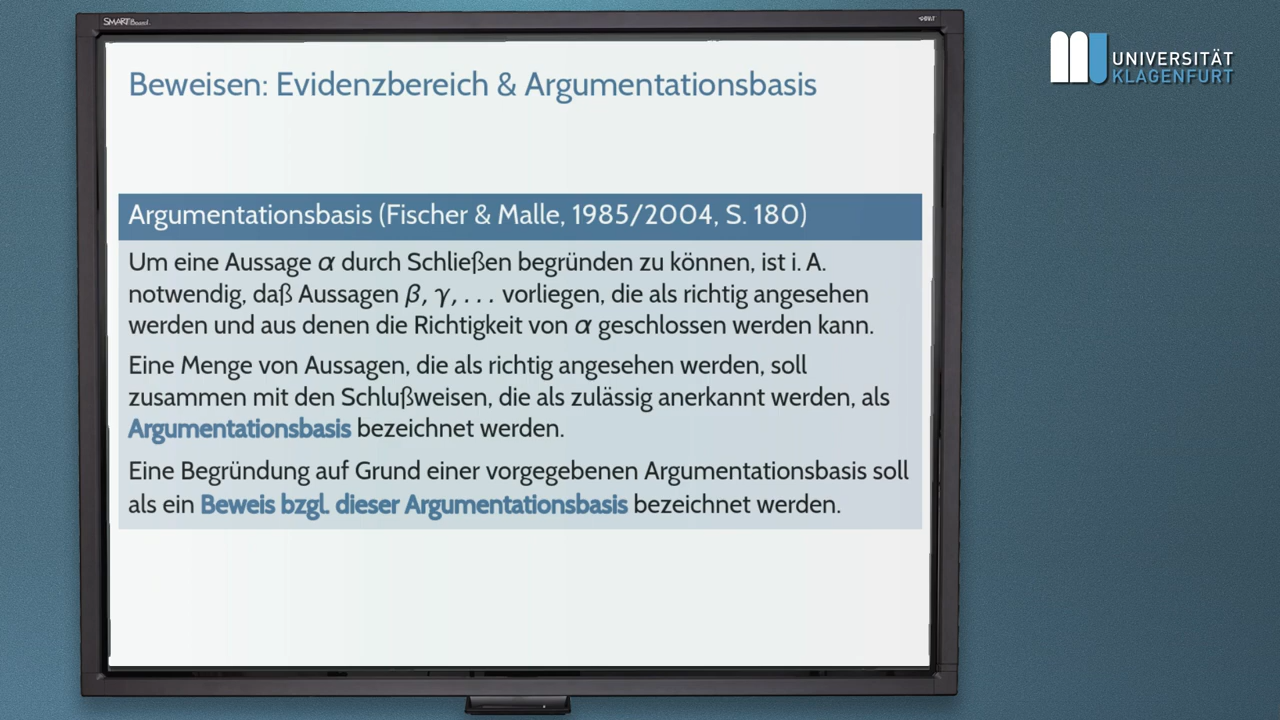 SMART Board
UNIVERSITÄT
KLAGENFURT
Beweisen: Evidenzbereich & Argumentationsbasis
Argumentationsbasis (Fischer & Malle, 1985/2004, S. 180)
Um eine Aussage α durch Schließen begründen zu können, ist i. A.
notwendig, daß Aussagen β, γ, . . . vorliegen, die als richtig angesehen
werden und aus denen die Richtigkeit von α geschlossen werden kann.
Eine Menge von Aussagen, die als richtig angesehen werden, soll
zusammen mit den Schlußweisen, die als zulässig anerkannt werden, als
Argumentationsbasis bezeichnet werden.
Eine Begründung auf Grund einer vorgegebenen Argumentationsbasis soll
als ein Beweis bzgl. dieser Argumentationsbasis bezeichnet werden.